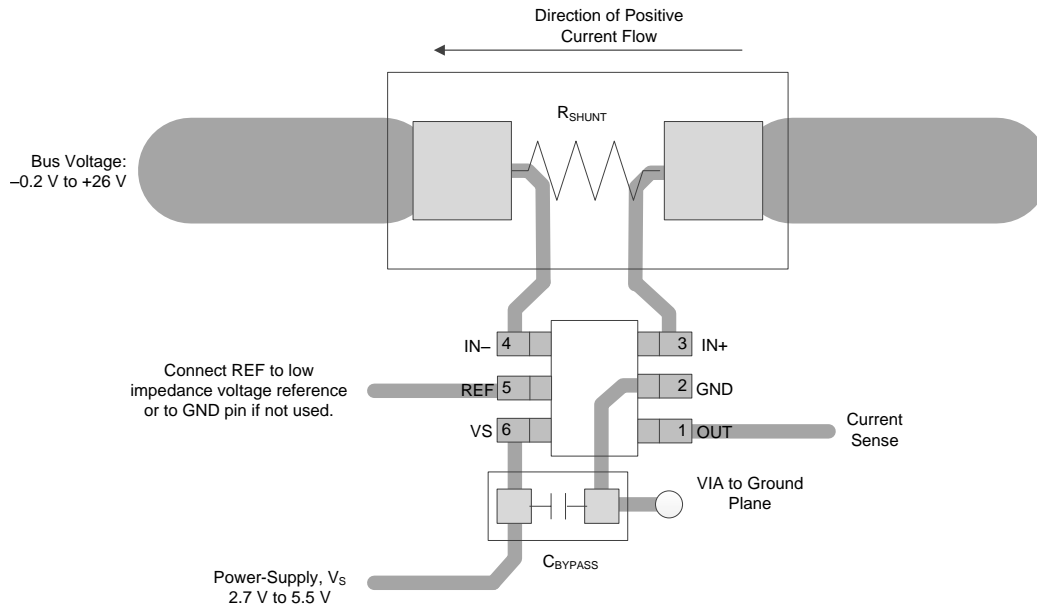 Direction of Positive
Current Flow
RSHUNT
Bus Voltage:
–0.2 V to +26 V
IN– 4
3 IN+
Connect REF to low
impedance voltage reference
or to GND pin if not used.
REF 5
2 GND
VS 6
1 OUT
Current
Sense
VIA to Ground
Plane
CBYPASS
Power-Supply, VS
2.7 V to 5.5 V